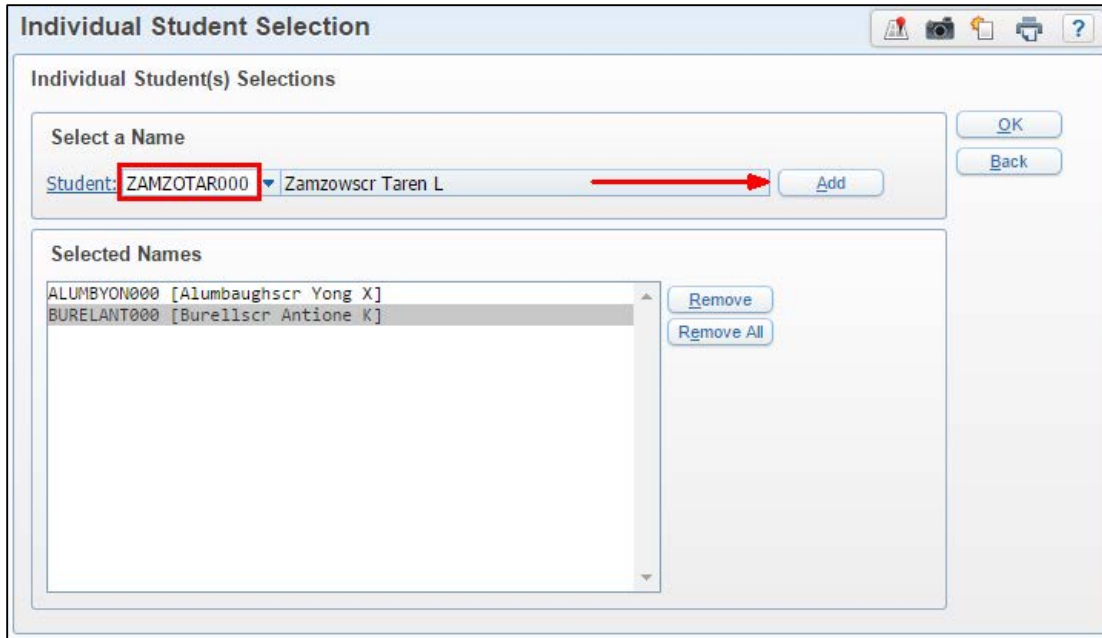 Individual Student Selection
?
Individual Student(s) Selections
Select a Name
Student: ZAMZOTAR000 Zamzowscr Taren L Add
OK
Back
Selected Names
ALUMBYON000 [Alumbaughscr Yong X]
BURELANT000 [Burellscr Antione K]
Remove
Remove All